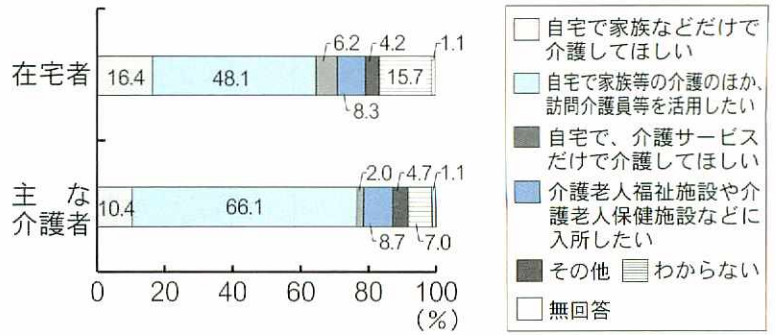 6.2
4.2
1.1
在宅者
16.4
48.1
15.7
8.3
2.0
4.7
1.1
主な
介護者
10.4
66.1
8.7
7.0
0 20 40 60 80 100
(%)
自宅で家族などだけで
介護してほしい
自宅で家族等の介護のほか、
訪問介護員等を活用したい
自宅で、介護サービス
だけで介護してほしい
介護老人福祉施設や介
護老人保健施設などに
入所したい
その他 わからない
無回答